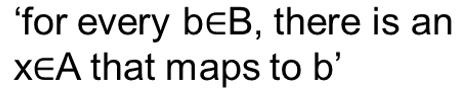 ‘for every b∈B, there is an
x∈A that maps to b’